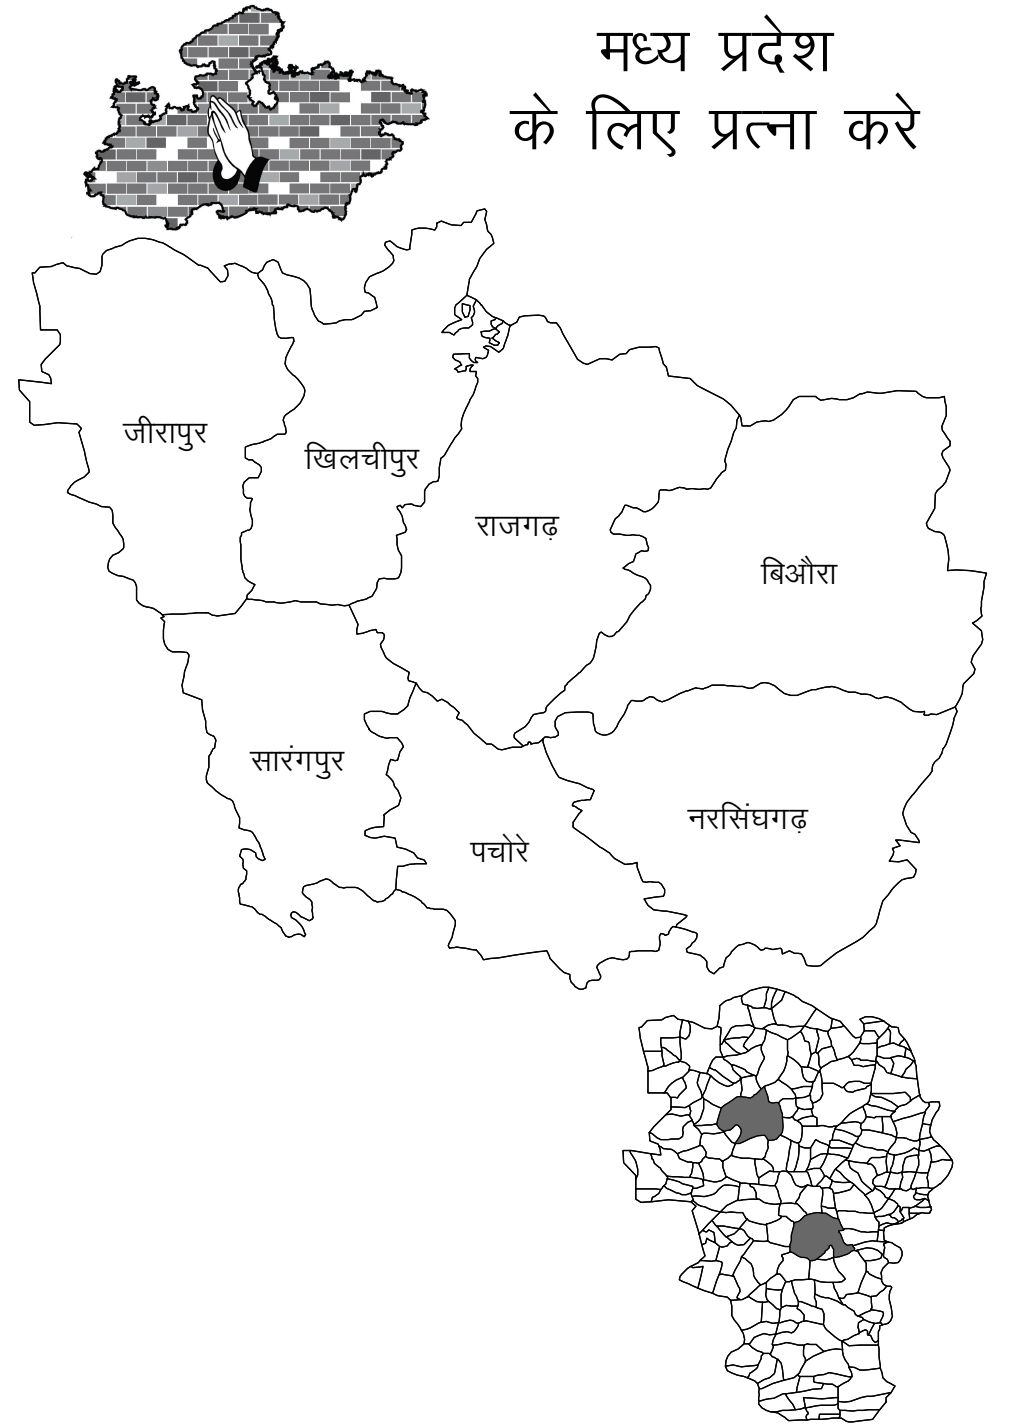 मध्य प्रदेश
के लिए प्रत्ना करे
जीरापुर
खिलचीपुर
राजगढ़
बिऔरा
सारंगपुर
नरसिंघगढ़
पचोरे